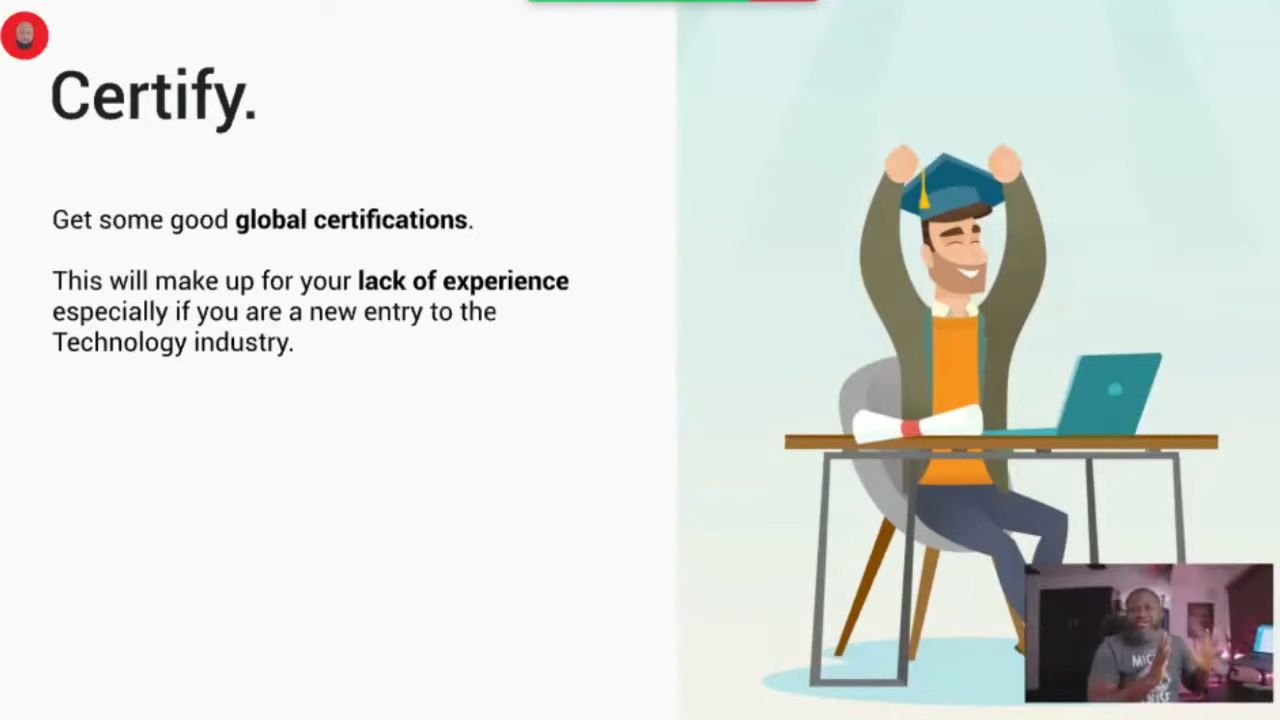 Certify.
Get some good global certifications.
This will make up for your lack of experience
especially if you are a new entry to the
Technology industry.